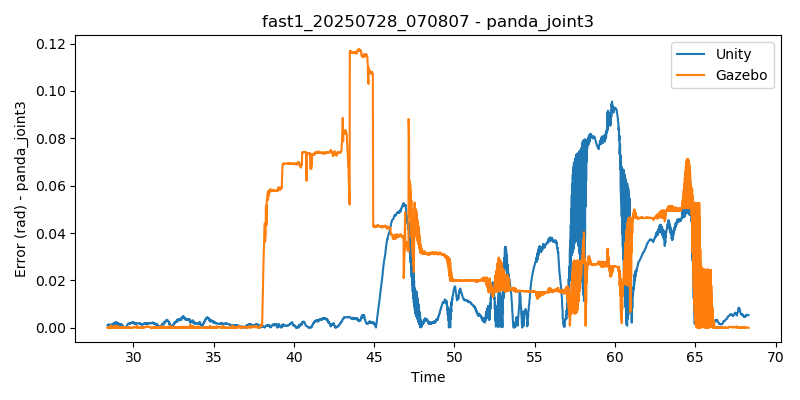 fast1_20250728_070807 - panda_joint3
Error (rad) - panda_joint3
0.12
0.10
0.08
0.06
0.04
0.02
0.00
Unity
Gazebo
30 35 40 45 50 55 60 65 70
Time